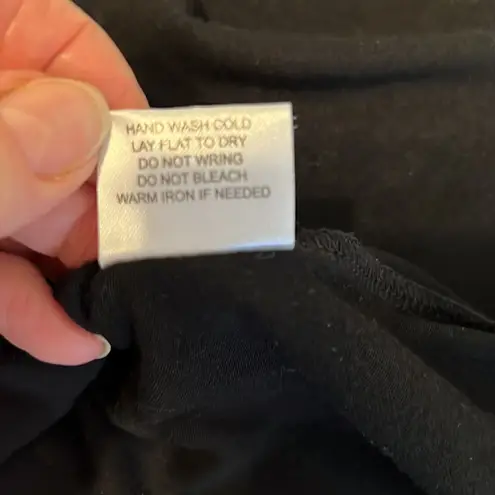 HAND WASH COLD
LAY FLAT TO DRY
DO NOT WRING
DO NOT BLEACH
WARM IRON IF NEEDED